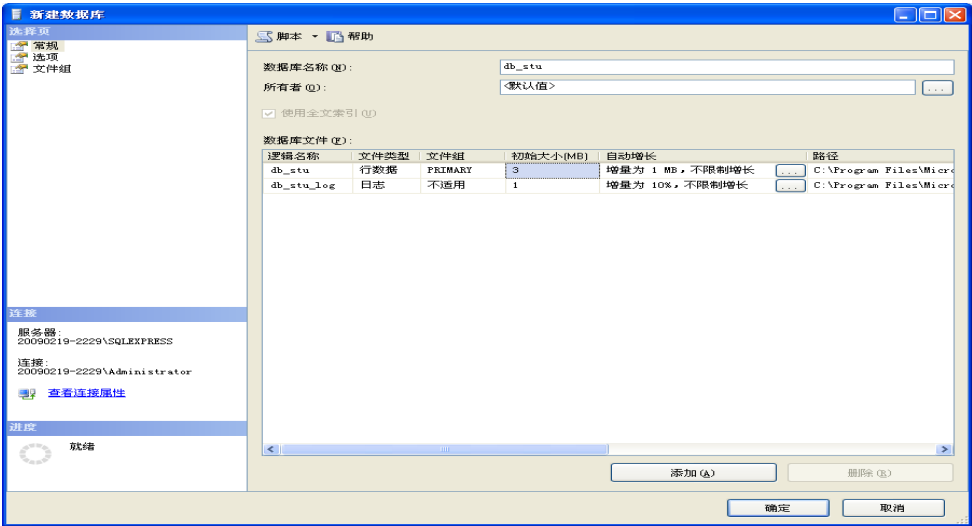 新建数据库
选择页
常规
选项
文件组
脚本 帮助
数据库名称(N): db_stu
所有者(O): <默认值> ...
使用全文索引(U)
数据库文件(F):
逻辑名称 文件类型 文件组 初始大小(MB) 自动增长 路径
db_stu 行数据 PRIMARY 3 增量为 1 MB，不限制增长 ... C:\Program Files\Micro
db_stu_log 日志 不适用 1 增量为 10%，不限制增长 ... C:\Program Files\Micro
连接
服务器:
20090219-2229\SQLEXPRESS
连接:
20090219-2229\Administrator
查看连接属性
进度
就绪
添加(A) 删除(R)
确定 取消